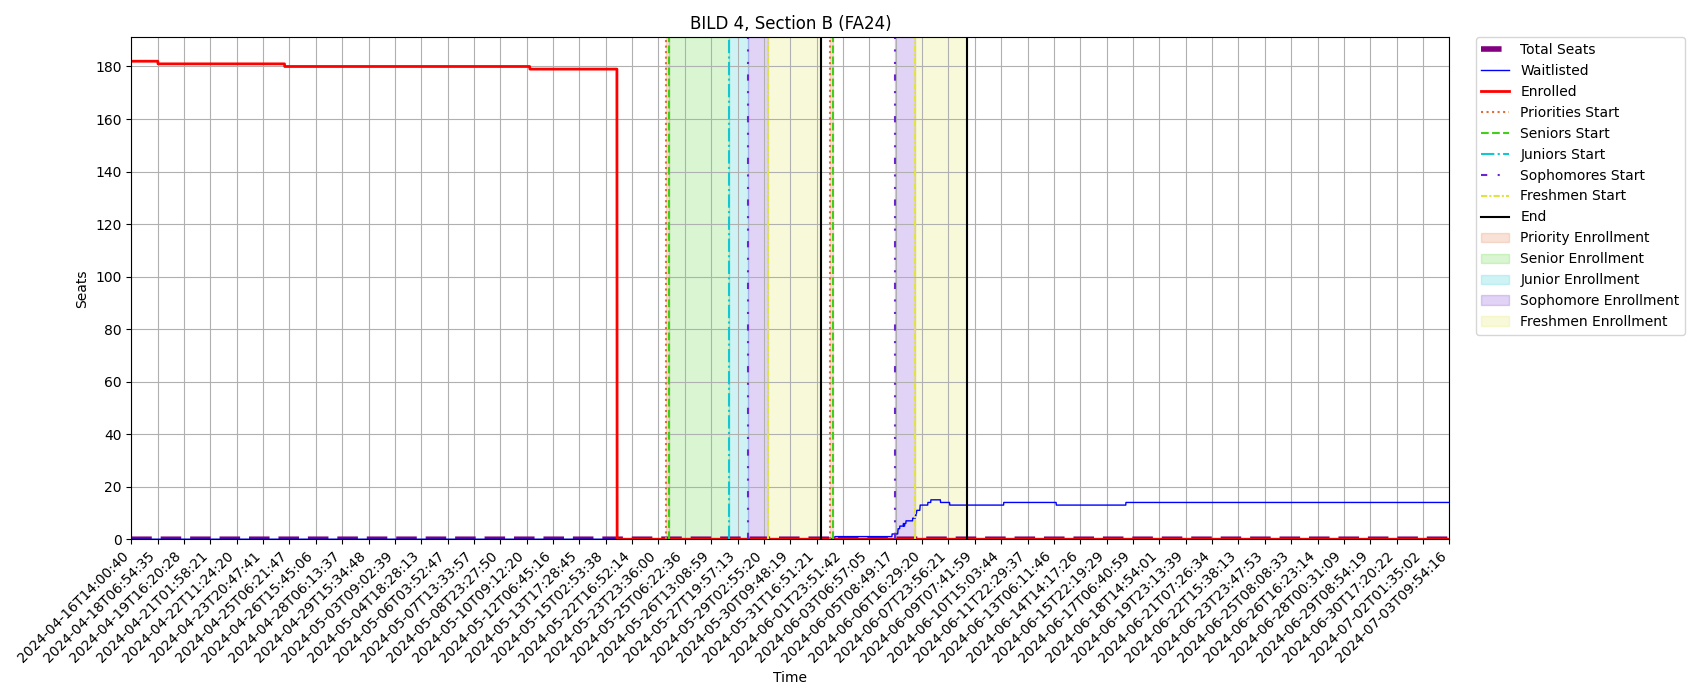 BILD 4, Section B (FA24)
Seats
180
160
140
120
100
80
60
40
20
0
2024-04-16T14:00:40
2024-04-18T06:54:35
2024-04-19T16:20:28
2024-04-21T01:58:21
2024-04-22T11:24:20
2024-04-23T20:47:41
2024-04-25T06:21:47
2024-04-26T15:45:06
2024-04-28T06:13:37
2024-04-29T15:34:48
2024-05-03T09:02:39
2024-05-04T18:28:13
2024-05-06T03:52:47
2024-05-07T13:33:57
2024-05-08T23:27:50
2024-05-10T09:12:20
2024-05-12T06:45:16
2024-05-13T17:28:45
2024-05-15T02:53:38
2024-05-22T16:52:14
2024-05-23T23:36:00
2024-05-25T06:22:36
2024-05-26T13:08:59
2024-05-27T19:57:13
2024-05-29T02:55:20
2024-05-30T09:48:19
2024-05-31T16:51:21
2024-06-01T23:51:42
2024-06-03T06:57:05
2024-06-05T08:49:17
2024-06-06T16:29:20
2024-06-07T23:56:21
2024-06-09T07:41:59
2024-06-10T15:03:44
2024-06-11T22:29:37
2024-06-13T06:11:46
2024-06-14T14:17:26
2024-06-15T22:19:29
2024-06-17T06:40:59
2024-06-18T14:54:01
2024-06-19T23:13:39
2024-06-21T07:26:34
2024-06-22T15:38:13
2024-06-23T23:47:53
2024-06-25T08:08:33
2024-06-26T16:23:14
2024-06-28T00:31:09
2024-06-29T08:54:19
2024-06-30T17:20:22
2024-07-02T01:35:02
2024-07-03T09:54:16
Time
Total Seats
Waitlisted
Enrolled
Priorities Start
Seniors Start
Juniors Start
Sophomores Start
Freshmen Start
End
Priority Enrollment
Senior Enrollment
Junior Enrollment
Sophomore Enrollment
Freshmen Enrollment